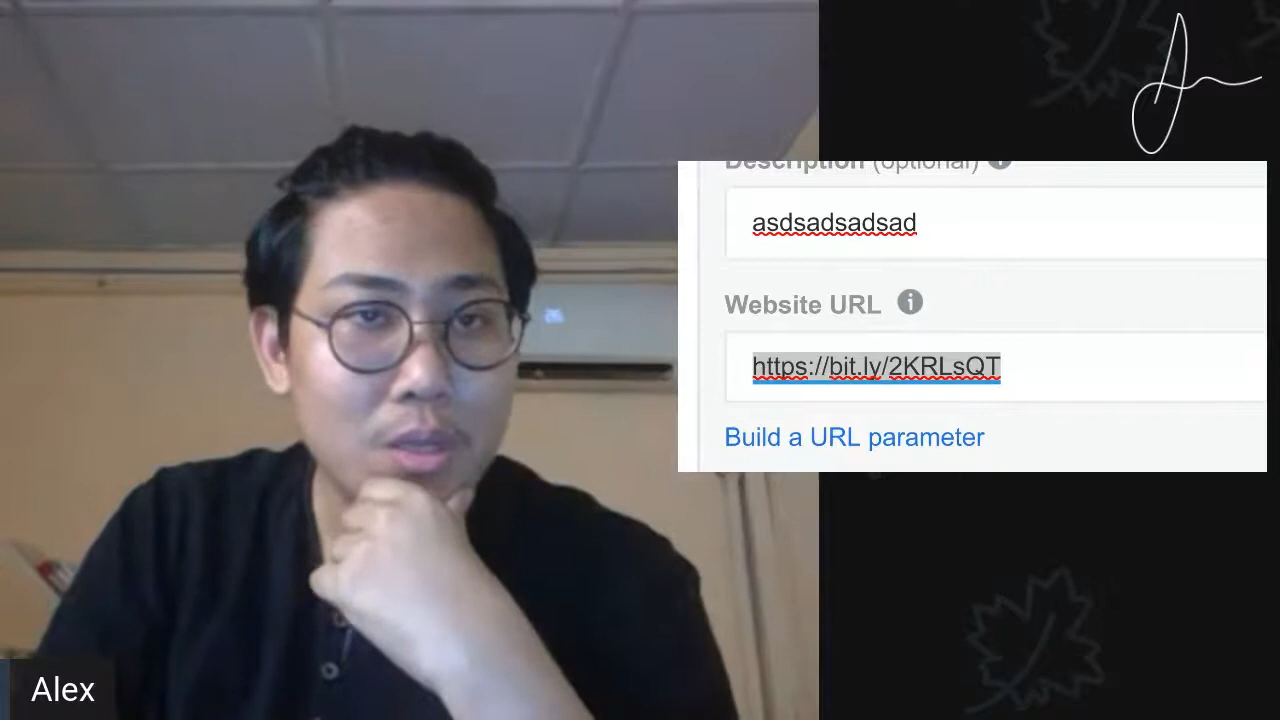 Description (optional)
asdsadsadsad
Website URL
https://bit.ly/2KRLsQT
Build a URL parameter
Alex